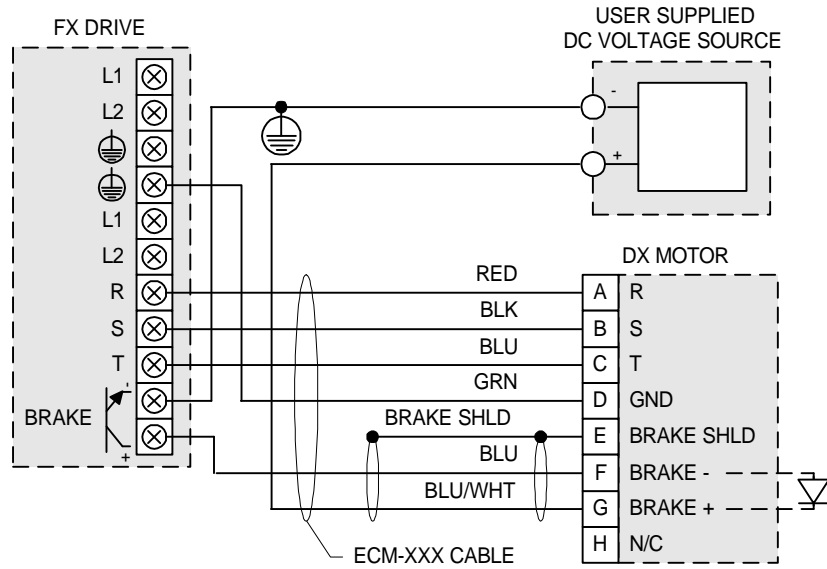 FX DRIVE
L1
L2
L1
L2
R
S
T
BRAKE
-
+
USER SUPPLIED
DC VOLTAGE SOURCE
-
+
RED
BLK
BLU
GRN
BRAKE SHLD
BLU
BLU/WHT
ECM-XXX CABLE
DX MOTOR
A R
B S
C T
D GND
E BRAKE SHLD
F BRAKE -
G BRAKE +
H N/C